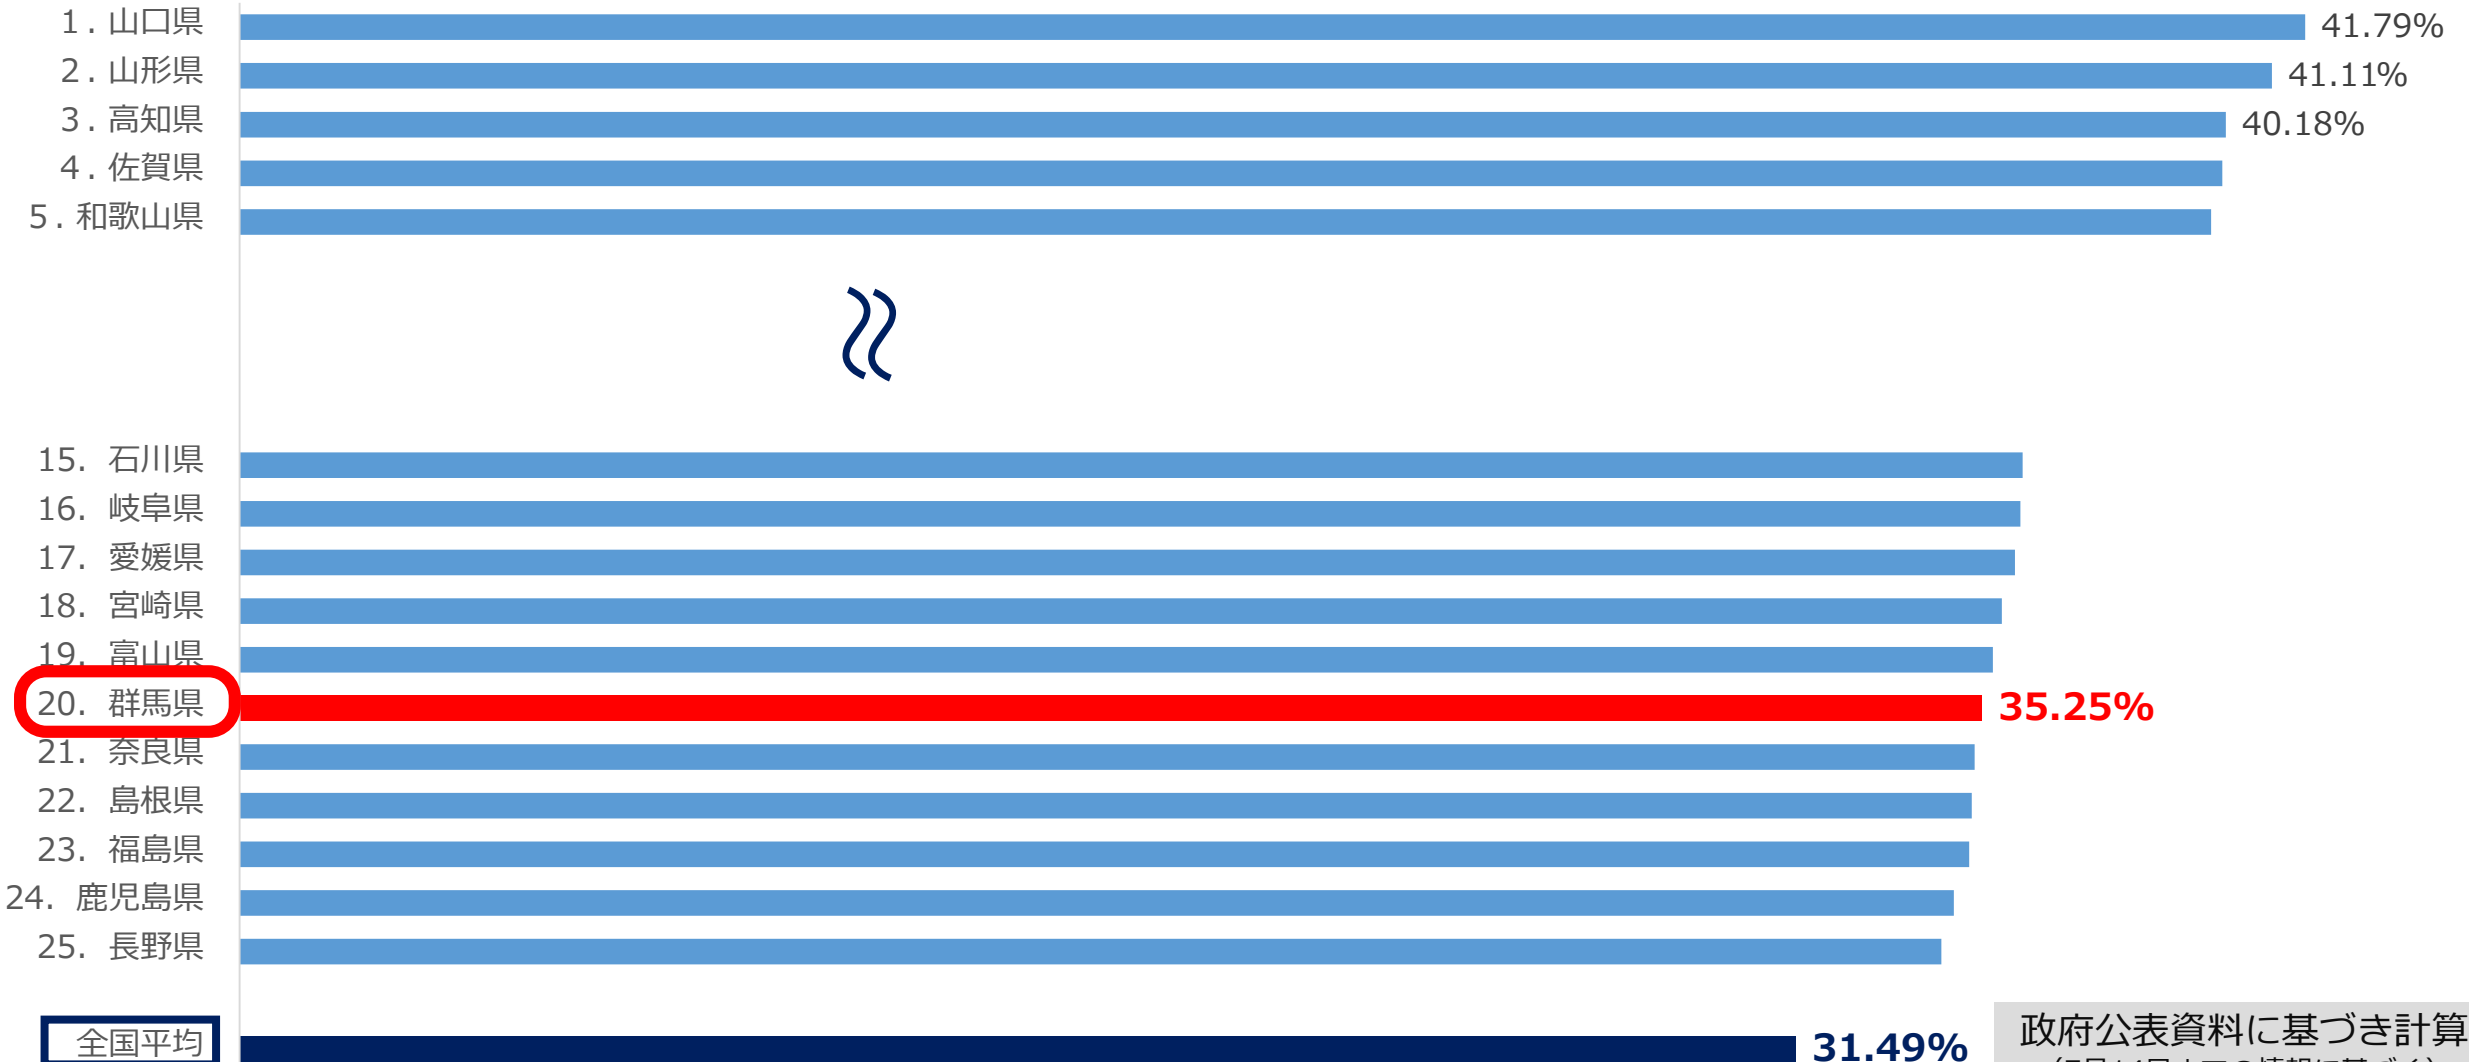 1. 山口県 41.79%
2. 山形県 41.11%
3. 高知県 40.18%
4. 佐賀県
5. 和歌山県
15. 石川県
16. 岐阜県
17. 愛媛県
18. 宮崎県
19. 富山県
20. 群馬県 35.25%
21. 奈良県
22. 島根県
23. 福島県
24. 鹿児島県
25. 長野県
全国平均 31.49%
政府公表資料に基づき計算